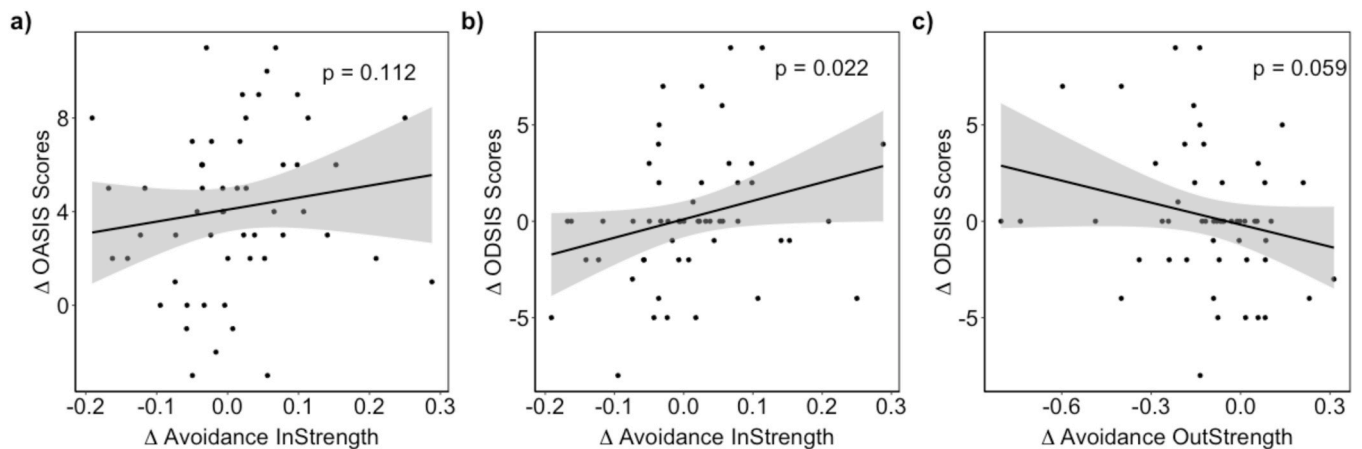 a)
p = 0.112
Δ OASIS Scores
8
4
0
-0.2 -0.1 0.0 0.1 0.2 0.3
Δ Avoidance InStrength
b)
p = 0.022
Δ ODSIS Scores
5
0
-5
-0.2 -0.1 0.0 0.1 0.2 0.3
Δ Avoidance InStrength
c)
p = 0.059
Δ ODSIS Scores
5
0
-5
-0.6 -0.3 0.0 0.3
Δ Avoidance OutStrength